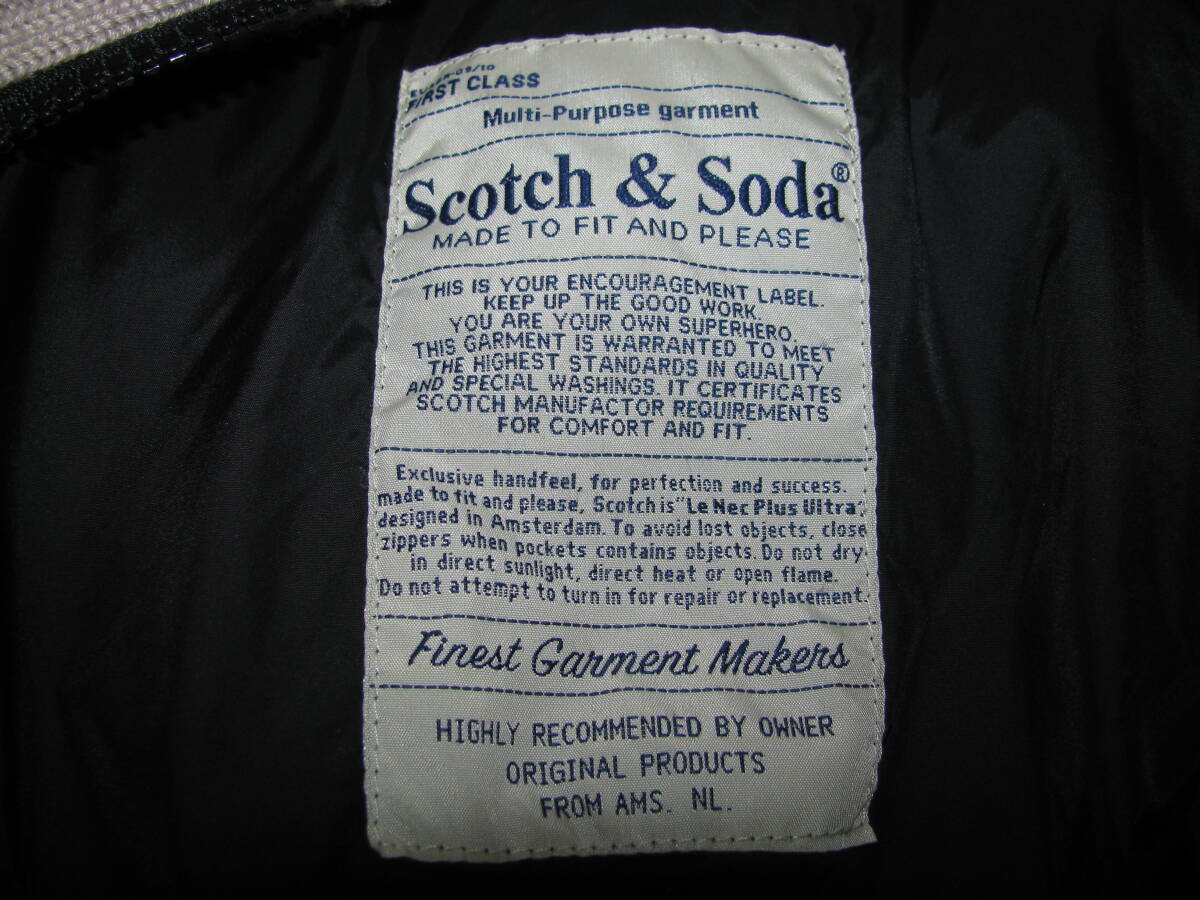 09/10
FIRST CLASS
Multi-Purpose garment
Scotch & Soda®
MADE TO FIT AND PLEASE
THIS IS YOUR ENCOURAGEMENT LABEL.
KEEP UP THE GOOD WORK.
YOU ARE YOUR OWN SUPERHERO.
THIS GARMENT IS WARRANTED TO MEET
THE HIGHEST STANDARDS IN QUALITY
AND SPECIAL WASHINGS. IT CERTIFICATES
SCOTCH MANUFACTOR REQUIREMENTS
FOR COMFORT AND FIT.
Exclusive handfeel, for perfection and success.
made to fit and please, Scotch is "Le Nec Plus Ultra",
designed in Amsterdam. To avoid lost objects, close
zippers when pockets contains objects. Do not dry
in direct sunlight, direct heat or open flame.
Do not attempt to turn in for repair or replacement.
Finest Garment Makers
HIGHLY RECOMMENDED BY OWNER
ORIGINAL PRODUCTS
FROM AMS. NL.